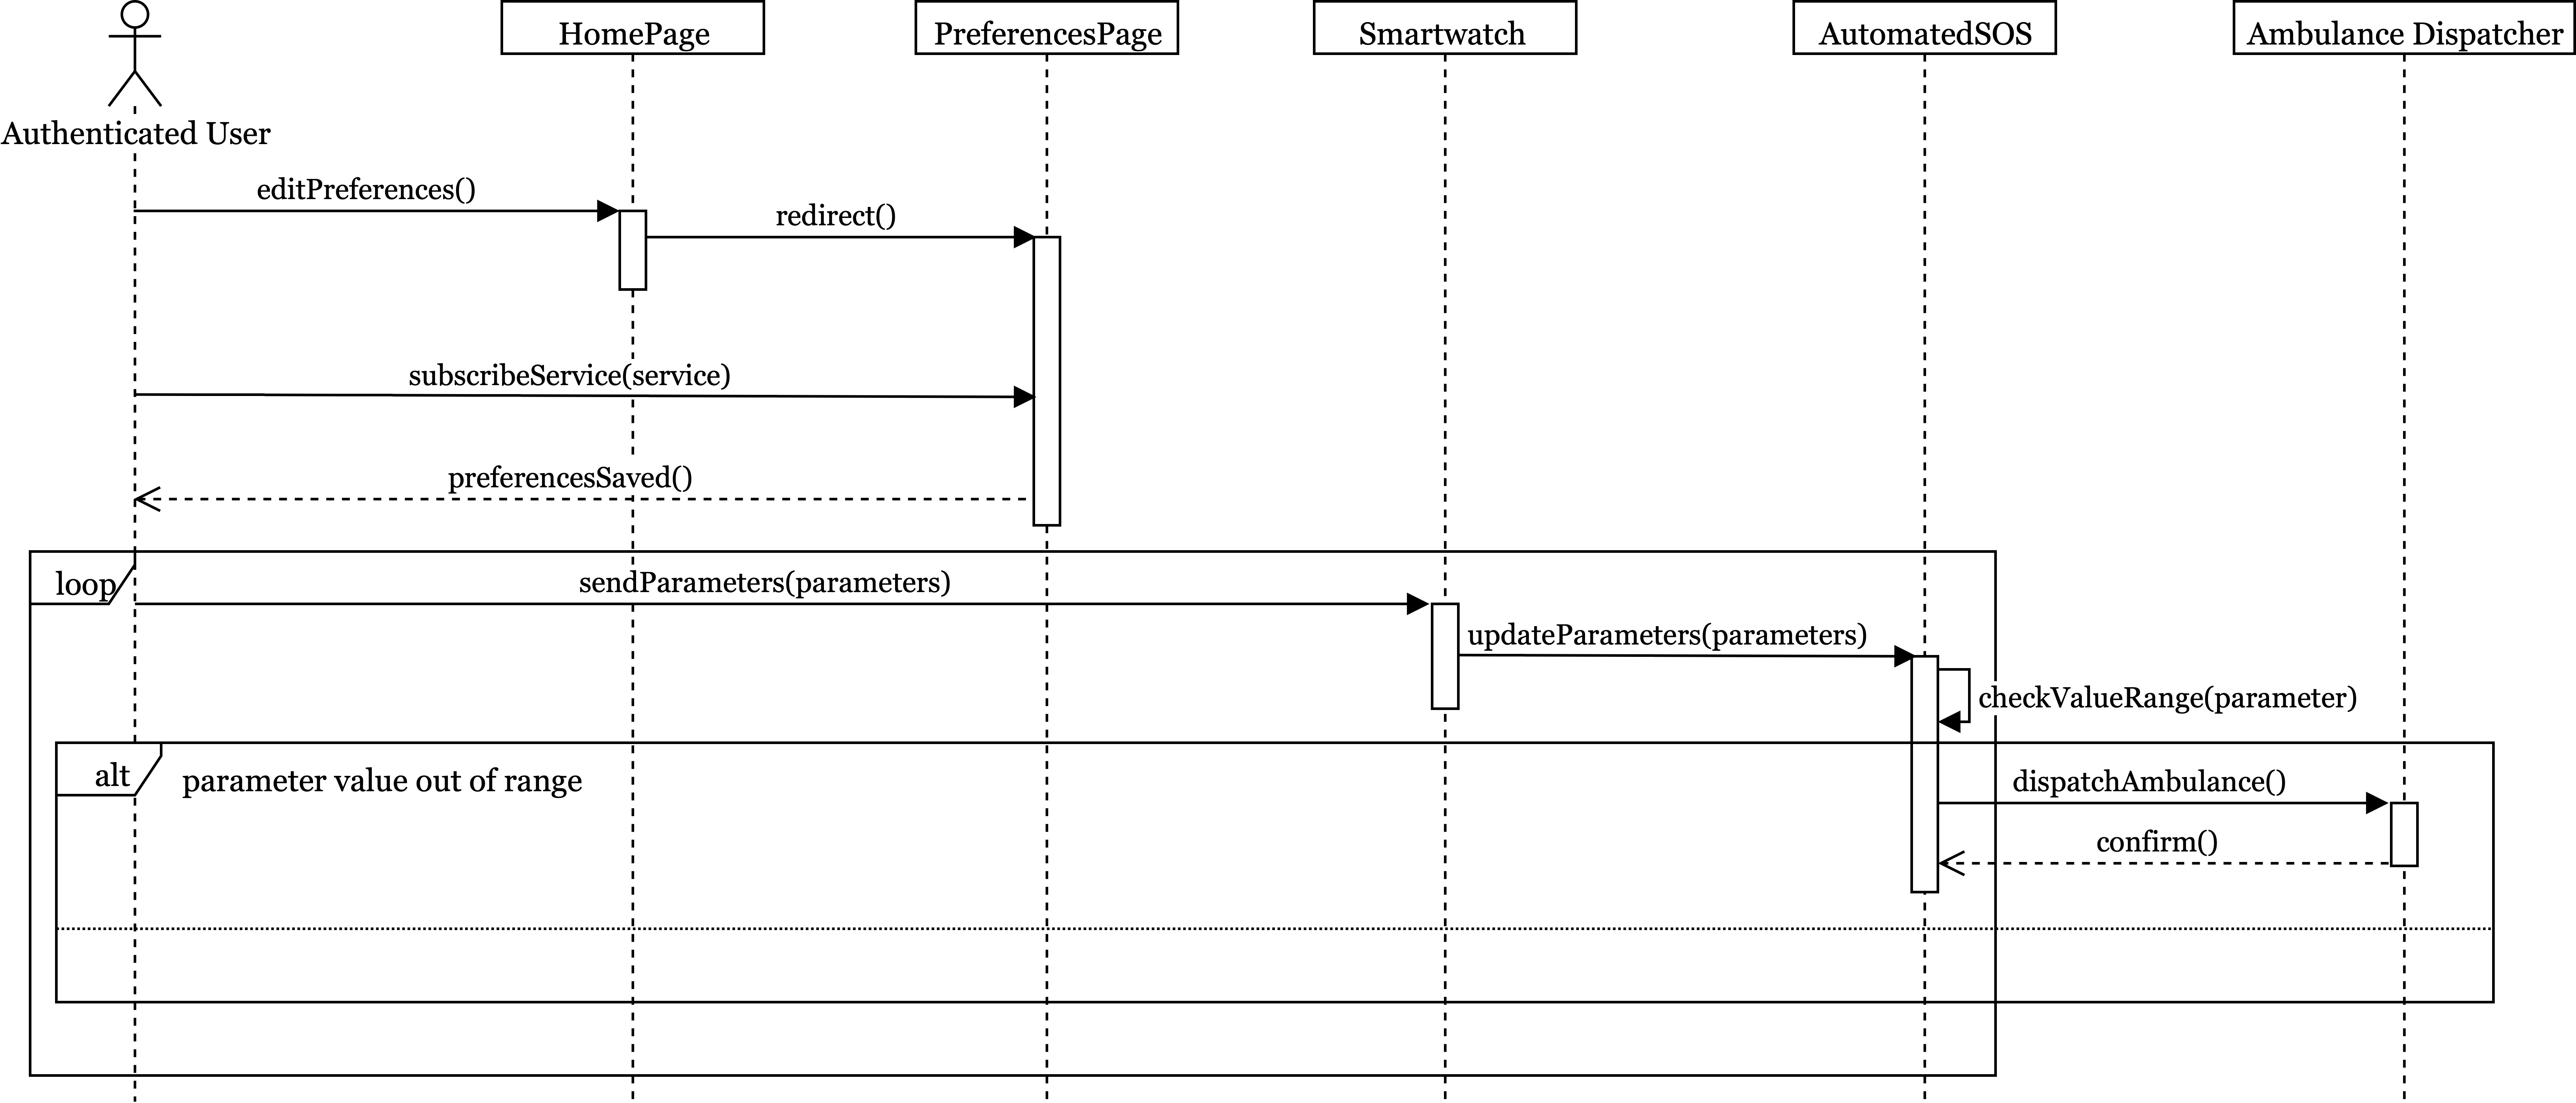 HomePage
PreferencesPage
Smartwatch
AutomatedSOS
Ambulance Dispatcher
Authenticated User
editPreferences()
redirect()
subscribeService(service)
preferencesSaved()
loop
sendParameters(parameters)
updateParameters(parameters)
checkValueRange(parameter)
alt
parameter value out of range
dispatchAmbulance()
confirm()